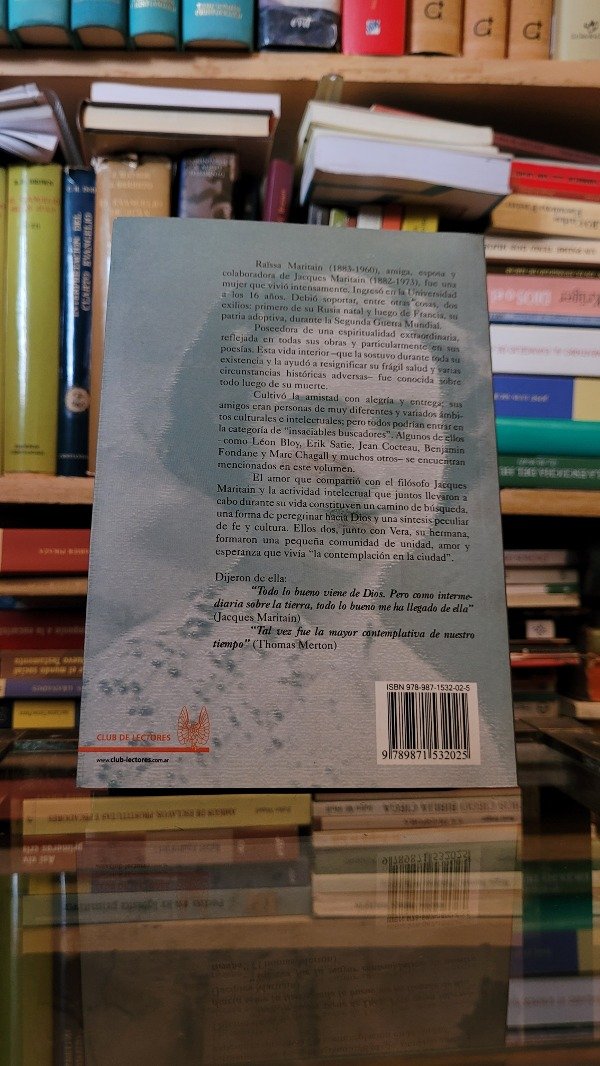 Raïssa Maritain (1883-1960), amiga, esposa y
colaboradora de Jacques Maritain (1882-1973), fue una
mujer que vivió intensamente. Ingresó en la Universidad
a los 16 años. Debió soportar, entre otras cosas, dos
exilios: primero de su Rusia natal y luego de Francia, su
patria adoptiva, durante la Segunda Guerra Mundial.
Poseedora de una espiritualidad extraordinaria,
reflejada en todas sus obras y particularmente en sus
poesías. Esta vida interior –que la sostuvo durante toda su
existencia y la ayudó a resignificar su frágil salud y varias
circunstancias históricas adversas– fue conocida sobre
todo luego de su muerte.
Cultivó la amistad con alegría y entrega; sus
amigos eran personas de muy diferentes y variados ámbi-
tos culturales e intelectuales; pero todos podrían entrar en
la categoría de "insaciables buscadores". Algunos de ellos
-como Léon Bloy, Erik Satie, Jean Cocteau, Benjamin
Fondane y Marc Chagall y muchos otros– se encuentran
mencionados en este volumen.
El amor que compartió con el filósofo Jacques
Maritain y la actividad intelectual que juntos llevaron a
cabo durante su vida constituyen un camino de búsqueda,
una forma de peregrinar hacia Dios y una síntesis peculiar
de fe y cultura. Ellos dos, junto con Vera, su hermana,
formaron una pequeña comunidad de unidad, amor y
esperanza que vivía "la contemplación en la ciudad".
Dijeron de ella:
"Todo lo bueno viene de Dios. Pero como interme-
diaria sobre la tierra, todo lo bueno me ha llegado de ella"
(Jacques Maritain)
"Tal vez fue la mayor contemplativa de nuestro
tiempo" (Thomas Merton)
ISBN 978-987-1532-02-5
9 789871 532025
CLUB DE LECTORES
www.club-lectores.com.ar
INTERPRETACION DEL
CUARTO EVANGELIO